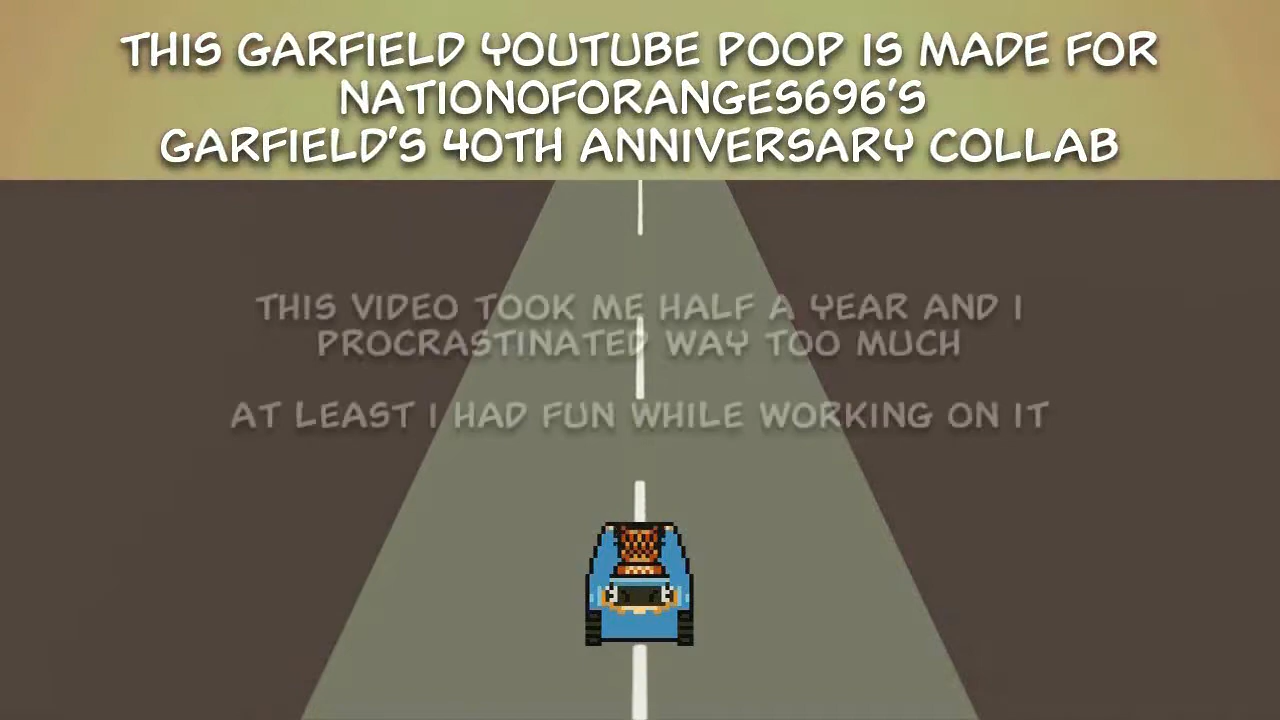 THIS GARFIELD YOUTUBE POOP IS MADE FOR
NATIONOFORANGES696'S
GARFIELD'S 40TH ANNIVERSARY COLLAB
THIS VIDEO TOOK ME HALF A YEAR AND I
PROCRASTINATED WAY TOO MUCH
AT LEAST I HAD FUN WHILE WORKING ON IT